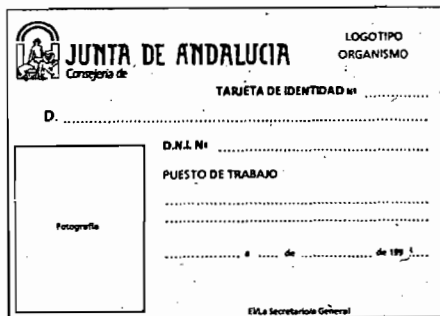 JUNTA DE ANDALUCIA
Consejería de
LOGOTIPO
ORGANISMO
TARJETA DE IDENTIDAD Nº ..............
D. ..............................................................................
D.N.I. Nº ..............................................
PUESTO DE TRABAJO
..............................................................
..............................................................
Fotografía
...................., a ...... de .................... de 199....
El/La Secretario/a General